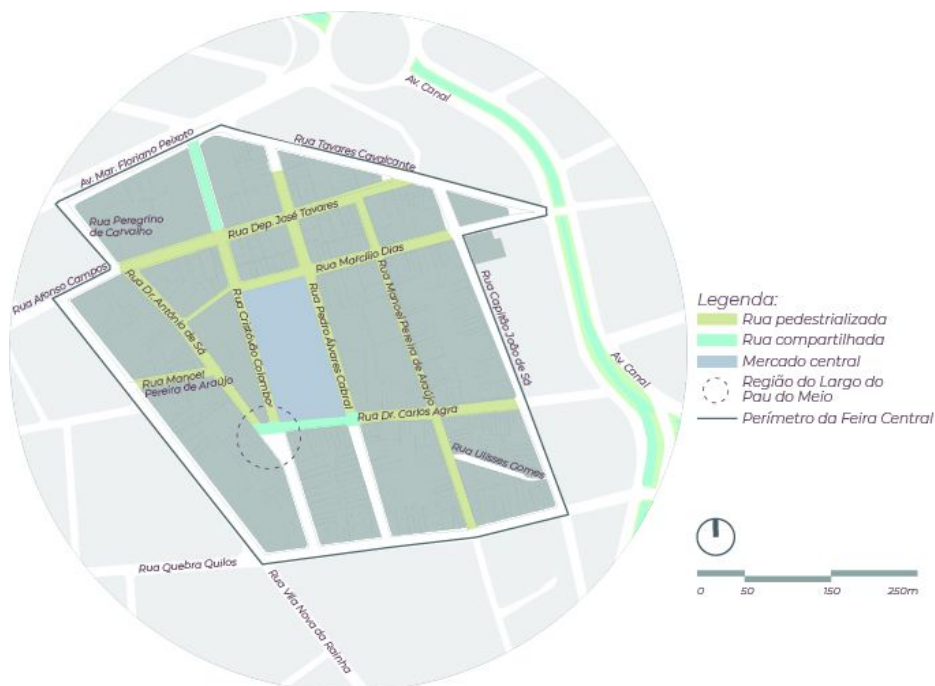 Av. Canal
Av. Mar. Floriano Peixoto
Rua Tavares Cavalcante
Rua Peregrino
de Carvalho
Rua Dep. José Tavares
Rua Marcílio Dias
Rua Afonso Campos
Rua Dr. Antônio de Sá
Rua Cristóvão Colombo
Rua Pedro Álvares Cabral
Rua Manoel Pereira de Araújo
Rua Capitão João de Sá
Av. Canal
Rua Manoel
Pereira de Araújo
Rua Dr. Carlos Agra
Rua Ulisses Gomes
Rua Quebra Quilos
Rua Vila Nova da Rainha
Legenda:
Rua pedestrializada
Rua compartilhada
Mercado central
Região do Largo do
Pau do Meio
Perímetro da Feira Central
0 50 150 250m